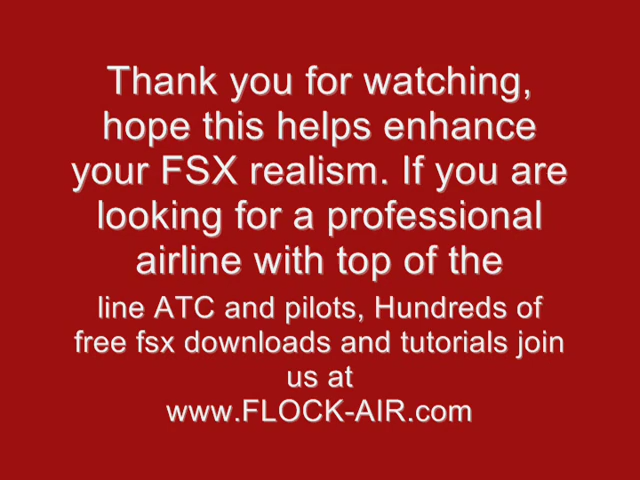 Thank you for watching,
hope this helps enhance
your FSX realism. If you are
looking for a professional
airline with top of the
line ATC and pilots, Hundreds of
free fsx downloads and tutorials join
us at
www.FLOCK-AIR.com